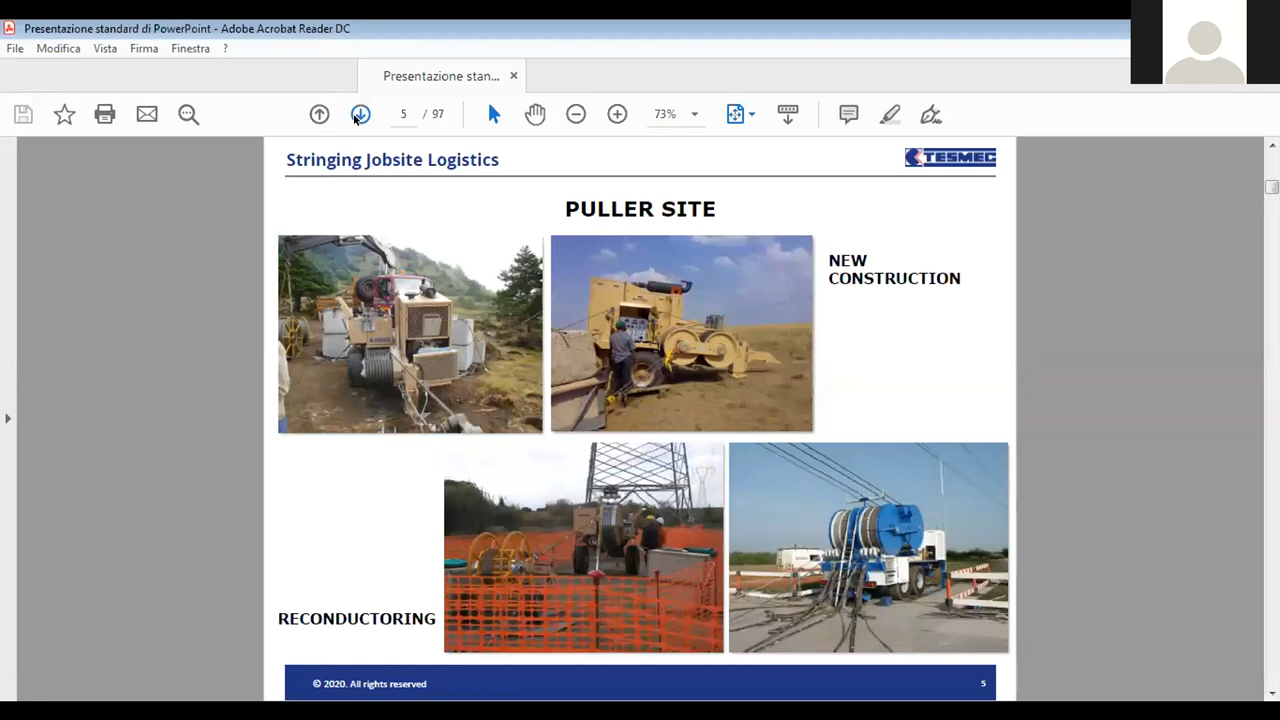 Presentazione standard di PowerPoint - Adobe Acrobat Reader DC
File Modifica Vista Firma Finestra ?
Presentazione stan... ×
5 / 97 73%
Stringing Jobsite Logistics
TESMEC
PULLER SITE
NEW
CONSTRUCTION
RECONDUCTORING
© 2020. All rights reserved 5